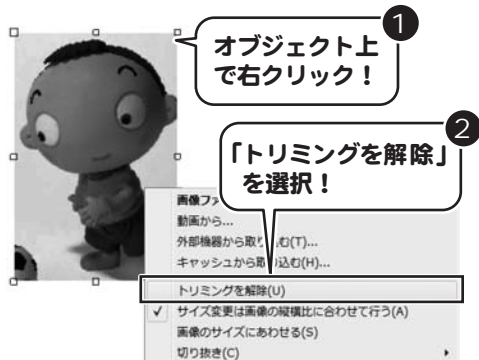 1
オブジェクト上
で右クリック！
2
「トリミングを解除」
を選択！
画像ファ
動画から...
外部機器から取り込む(T)...
キャッシュから取り込む(H)...
トリミングを解除(U)
✓ サイズ変更は画像の縦横比に合わせて行う(A)
画像のサイズにあわせる(S)
切り抜き(C)